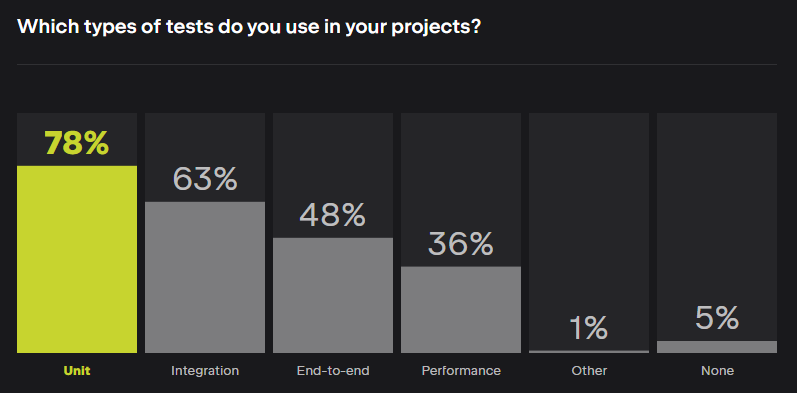 Which types of tests do you use in your projects?
78%
63%
48%
36%
1%
5%
Unit
Integration
End-to-end
Performance
Other
None